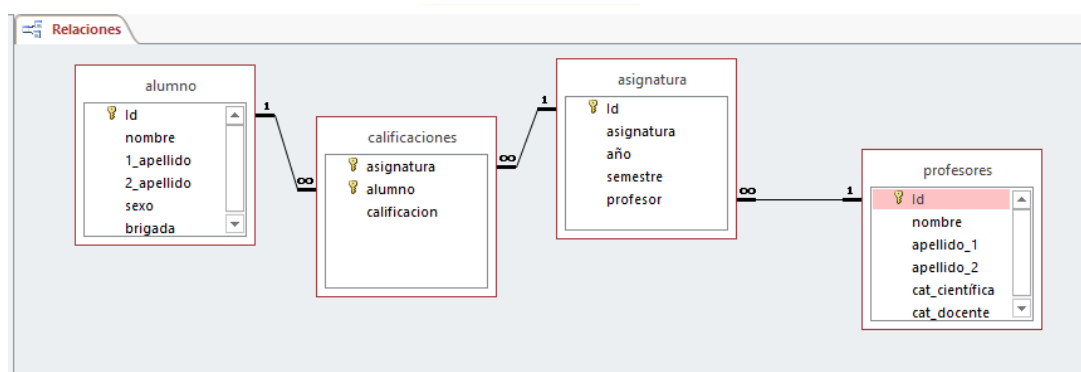 Relaciones
alumno
Id
nombre
1_apellido
2_apellido
sexo
brigada
1
∞
calificaciones
asignatura
alumno
calificacion
∞
1
asignatura
Id
asignatura
año
semestre
profesor
∞
1
profesores
Id
nombre
apellido_1
apellido_2
cat_científica
cat_docente